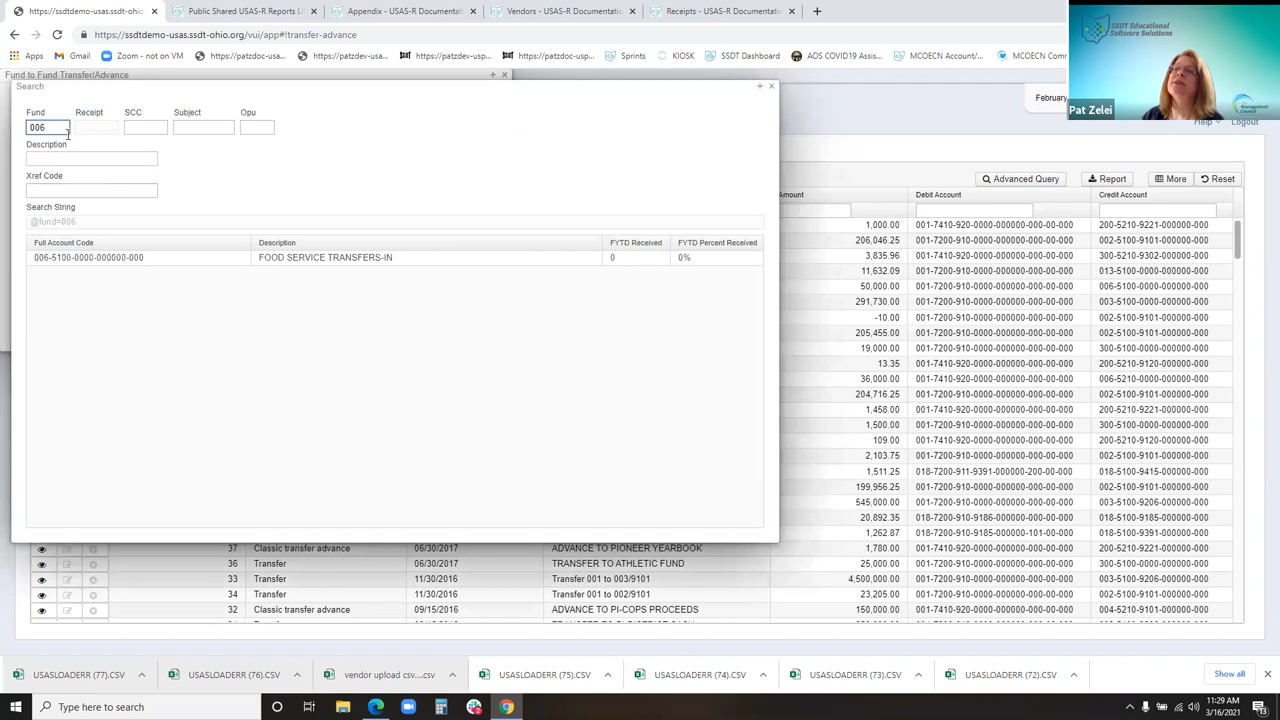 https://ssdtdemo-usas.ssdt-ohio.org
Public Shared USAS-R Reports Li
Appendix - USAS-R Documentat
Vendors - USAS-R Documentatio
Receipts - USAS-R Documentatio
https://ssdtdemo-usas.ssdt-ohio.org/vui/app#!transfer-advance
Apps
Gmail
Zoom - not on VM
https://patzdoc-usa...
https://patzdev-usa...
https://patzdoc-usp...
https://patzdev-usp...
Sprints
KIOSK
SSDT Dashboard
AOS COVID19 Assist...
MCOECN Account/...
MCOECN Com
Fund to Fund Transfer/Advance
Search
Fund Receipt SCC Subject Opu
006
Description
Xref Code
Search String
@fund=006
Full Account Code Description FYTD Received FYTD Percent Received
006-5100-0000-000000-000 FOOD SERVICE TRANSFERS-IN 0 0%
SSDT Educational
Software Solutions
Management
Council
Pat Zelei
February
Help Logout
Advanced Query Report More Reset
Amount Debit Account Credit Account
1,000.00 001-7410-920-0000-000000-000-00-000 200-5210-9221-000000-000
206,046.25 001-7200-910-0000-000000-000-00-000 002-5100-9101-000000-000
3,835.96 001-7410-920-0000-000000-000-00-000 300-5210-9302-000000-000
11,632.09 001-7200-910-0000-000000-000-00-000 013-5100-0000-000000-000
50,000.00 001-7200-910-0000-000000-000-00-000 006-5100-0000-000000-000
291,730.00 001-7200-910-0000-000000-000-00-000 003-5100-0000-000000-000
-10.00 001-7200-910-0000-000000-000-00-000 002-5100-9101-000000-000
205,455.00 001-7200-910-0000-000000-000-00-000 002-5100-9101-000000-000
19,000.00 001-7200-910-0000-000000-000-00-000 300-5100-0000-000000-000
13.35 001-7410-920-0000-000000-000-00-000 200-5210-9120-000000-000
36,000.00 001-7410-920-0000-000000-000-00-000 006-5210-0000-000000-000
204,716.25 001-7200-910-0000-000000-000-00-000 002-5100-9101-000000-000
1,458.00 001-7410-920-0000-000000-000-00-000 200-5210-9221-000000-000
1,500.00 001-7200-910-0000-000000-000-00-000 300-5100-0000-000000-000
109.00 001-7410-920-0000-000000-000-00-000 200-5210-9120-000000-000
2,103.75 001-7200-910-0000-000000-000-00-000 002-5100-9101-000000-000
1,511.25 018-7200-911-9391-000000-200-00-000 018-5100-9415-000000-000
199,956.25 001-7200-910-0000-000000-000-00-000 002-5100-9101-000000-000
545,000.00 001-7200-910-0000-000000-000-00-000 003-5100-9206-000000-000
20,892.35 018-7200-910-9186-000000-000-00-000 018-5100-9185-000000-000
1,262.87 018-7200-910-9185-000000-101-00-000 018-5100-9391-000000-000
37 Classic transfer advance 06/30/2017 ADVANCE TO PIONEER YEARBOOK 1,780.00 001-7410-920-0000-000000-000-00-000 200-5210-9221-000000-000
36 Transfer 06/30/2017 TRANSFER TO ATHLETIC FUND 25,000.00 001-7200-910-0000-000000-000-00-000 300-5100-0000-000000-000
33 Transfer 11/30/2016 Transfer 001 to 003/9101 4,500,000.00 001-7200-910-0000-000000-000-00-000 003-5100-9206-000000-000
34 Transfer 11/30/2016 Transfer 001 to 002/9101 23,205.00 001-7200-910-0000-000000-000-00-000 002-5100-9101-000000-000
32 Classic transfer advance 09/15/2016 ADVANCE TO PI-COPS PROCEEDS 150,000.00 001-7410-920-0000-000000-000-00-000 004-5210-9101-000000-000
USASLOADERR (77).CSV
USASLOADERR (76).CSV
vendor upload csv....csv
USASLOADERR (75).CSV
USASLOADERR (74).CSV
USASLOADERR (73).CSV
USASLOADERR (72).CSV
Show all
Type here to search
11:29 AM
3/16/2021
13